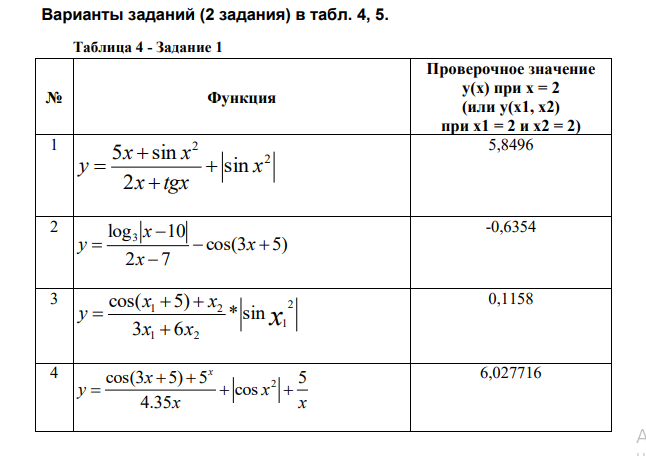 Варианты заданий (2 задания) в табл. 4, 5.
Таблица 4 - Задание 1
№ Функция Проверочное значение
y(x) при x = 2
(или y(x1, x2)
при x1 = 2 и x2 = 2)
1 y = (5x + sin x²)/(2x + tgx) + |sin x²| 5,8496
2 y = (log₃|x − 10|)/(2x − 7) − cos(3x + 5) -0,6354
3 y = (cos(x₁ + 5) + x₂)/(3x₁ + 6x₂) * |sin x₁²| 0,1158
4 y = (cos(3x + 5) + 5ˣ)/(4.35x) + |cos x²| + 5/x 6,027716